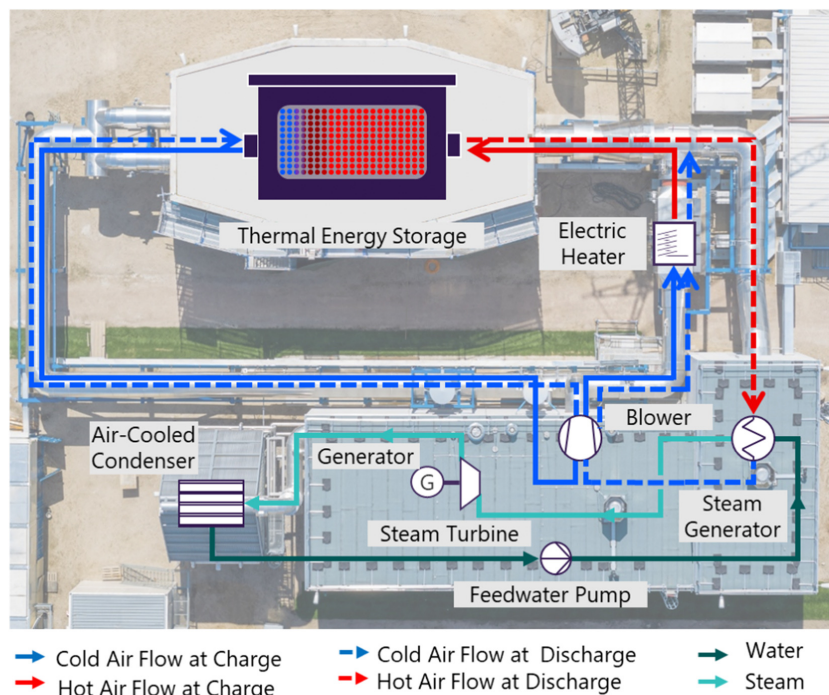 Thermal Energy Storage
Electric
Heater
Air-Cooled
Condenser
Generator
Blower
G
Steam Turbine
Steam
Generator
Feedwater Pump
Cold Air Flow at Charge
Cold Air Flow at Discharge
Water
Hot Air Flow at Charge
Hot Air Flow at Discharge
Steam